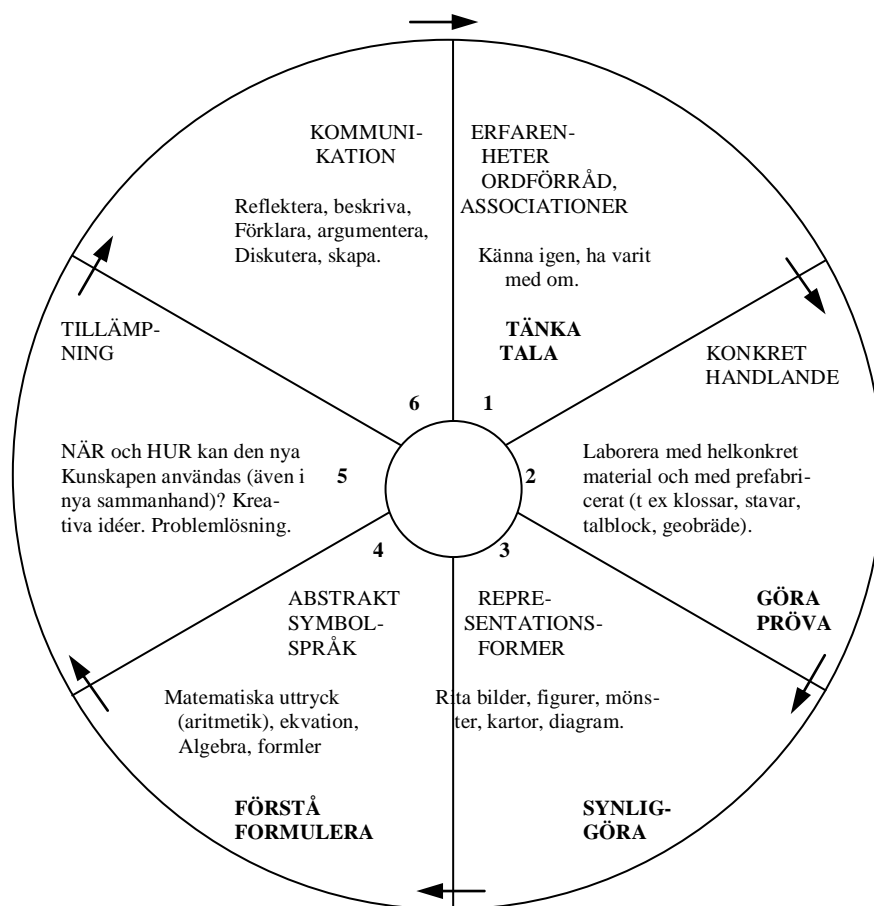 ERFAREN-
HETER
ORDFÖRRÅD,
ASSOCIATIONER
Känna igen, ha varit
med om.
TÄNKA
TALA
1
KONKRET
HANDLANDE
2
Laborera med helkonkret
material och med prefabri-
cerat (t ex klossar, stavar,
talblock, geobräde).
GÖRA
PRÖVA
3
REPRE-
SENTATIONS-
FORMER
Rita bilder, figurer, möns-
ter, kartor, diagram.
SYNLIG-
GÖRA
4
ABSTRAKT
SYMBOL-
SPRÅK
Matematiska uttryck
(aritmetik), ekvation,
Algebra, formler
FÖRSTÅ
FORMULERA
TILLÄMP-
NING
5
NÄR och HUR kan den nya
Kunskapen användas (även i
nya sammanhand)? Krea-
tiva idéer. Problemlösning.
KOMMUNI-
KATION
Reflektera, beskriva,
Förklara, argumentera,
Diskutera, skapa.
6